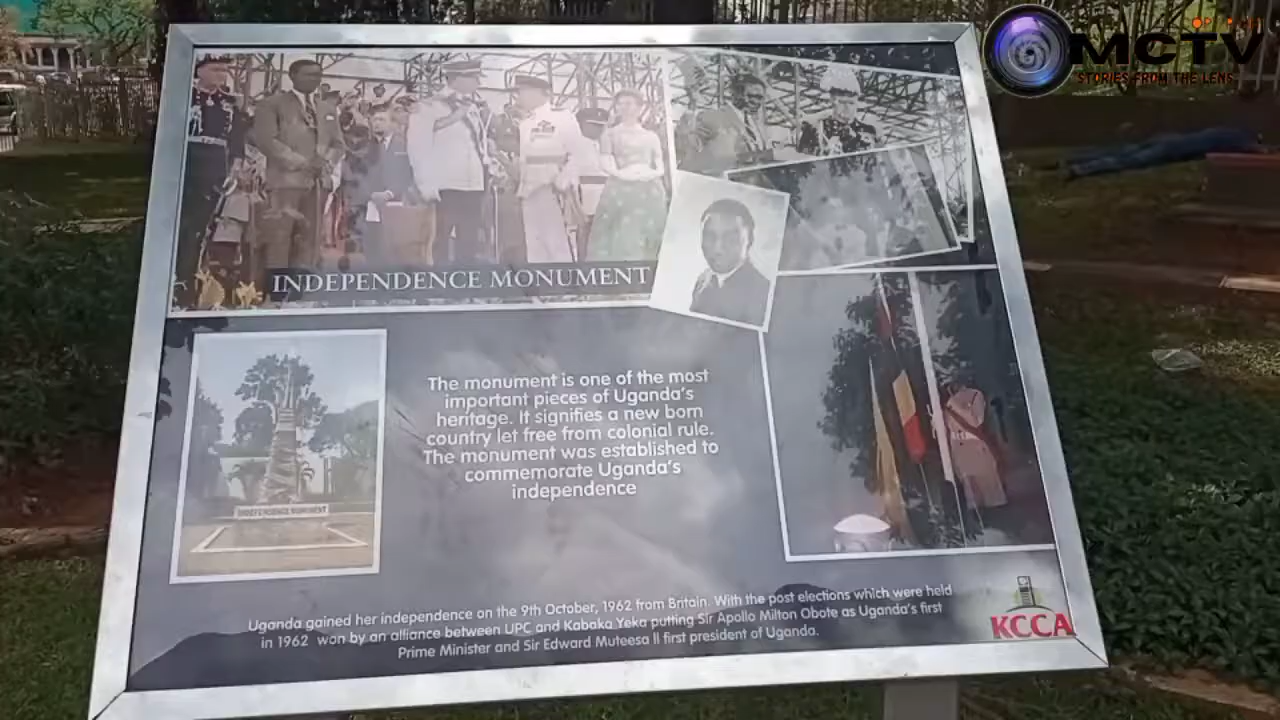 MCTV
STORIES FROM THE LENS
INDEPENDENCE MONUMENT
The monument is one of the most
important pieces of Uganda's
heritage. It signifies a new born
country let free from colonial rule.
The monument was established to
commemorate Uganda's
independence
INDEPENDENCE MONUMENT
Uganda gained her independence on the 9th October, 1962 from Britain. With the post elections which were held
in 1962 won by an alliance between UPC and Kabaka Yeka putting Sir Apollo Milton Obote as Uganda's first
Prime Minister and Sir Edward Muteesa II first president of Uganda.
KCCA